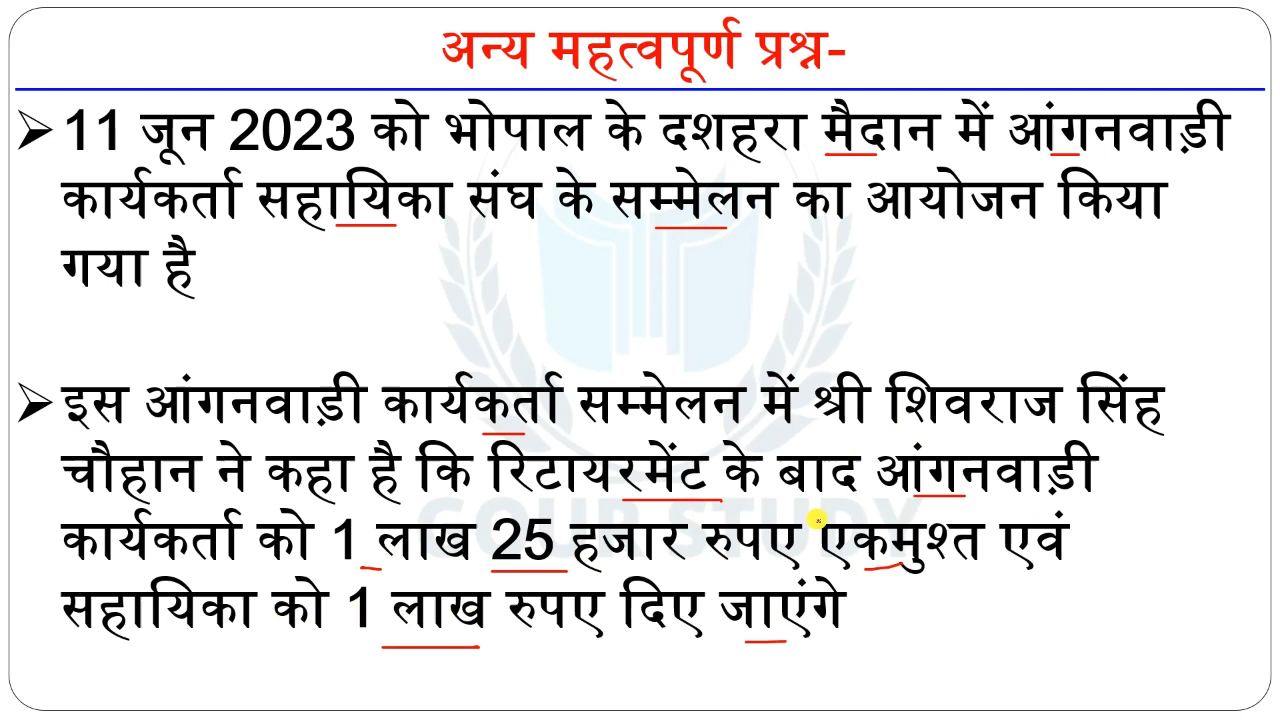 अन्य महत्वपूर्ण प्रश्न-
➢ 11 जून 2023 को भोपाल के दशहरा मैदान में आंगनवाड़ी
कार्यकर्ता सहायिका संघ के सम्मेलन का आयोजन किया
गया है
➢ इस आंगनवाड़ी कार्यकर्ता सम्मेलन में श्री शिवराज सिंह
चौहान ने कहा है कि रिटायरमेंट के बाद आंगनवाड़ी
कार्यकर्ता को 1 लाख 25 हजार रुपए एकमुश्त एवं
सहायिका को 1 लाख रुपए दिए जाएंगे